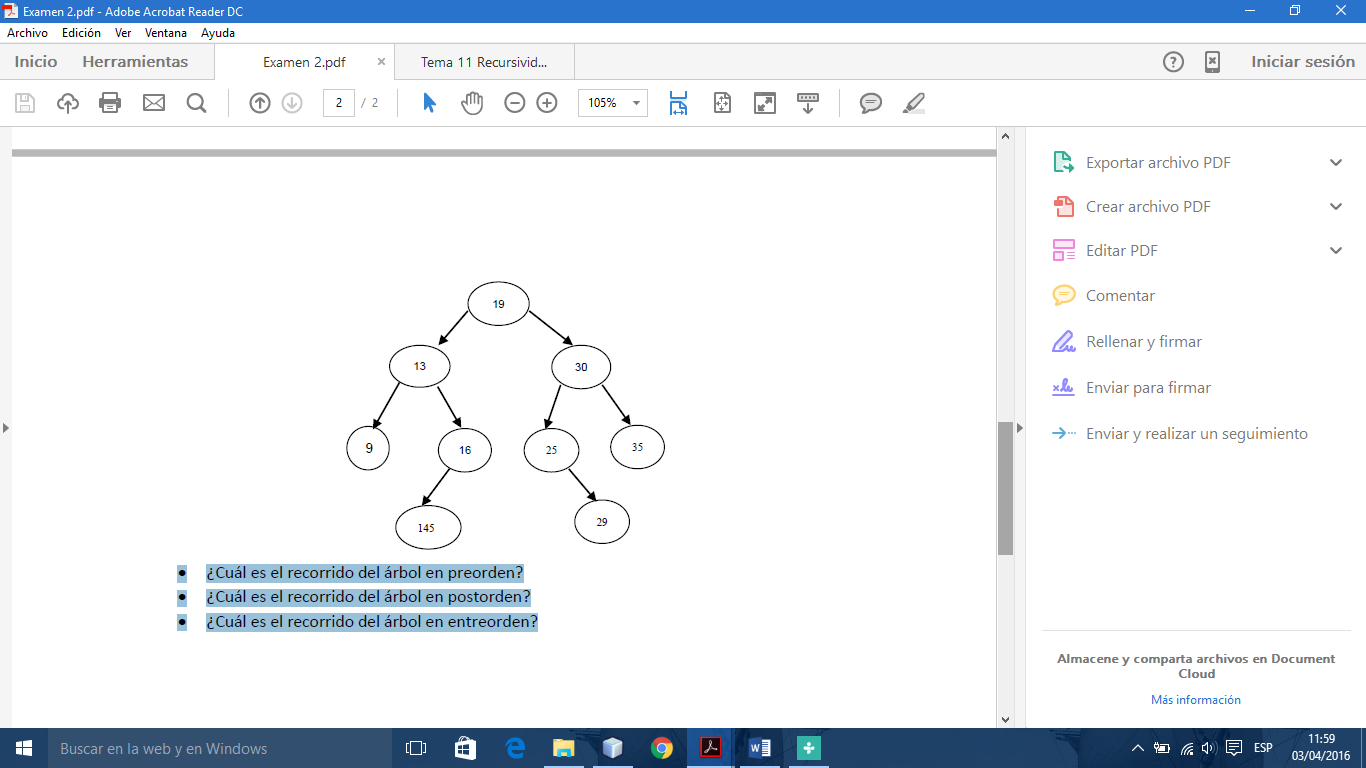 Examen 2.pdf - Adobe Acrobat Reader DC
Archivo Edición Ver Ventana Ayuda
Inicio Herramientas Examen 2.pdf × Tema 11 Recursivid... Iniciar sesión
2 / 2 105%
Exportar archivo PDF
Crear archivo PDF
Editar PDF
Comentar
Rellenar y firmar
Enviar para firmar
Enviar y realizar un seguimiento
19
13 30
9 16 25 35
145 29
• ¿Cuál es el recorrido del árbol en preorden?
• ¿Cuál es el recorrido del árbol en postorden?
• ¿Cuál es el recorrido del árbol en entreorden?
Almacene y comparta archivos en Document
Cloud
Más información
Buscar en la web y en Windows
ESP
11:59
03/04/2016